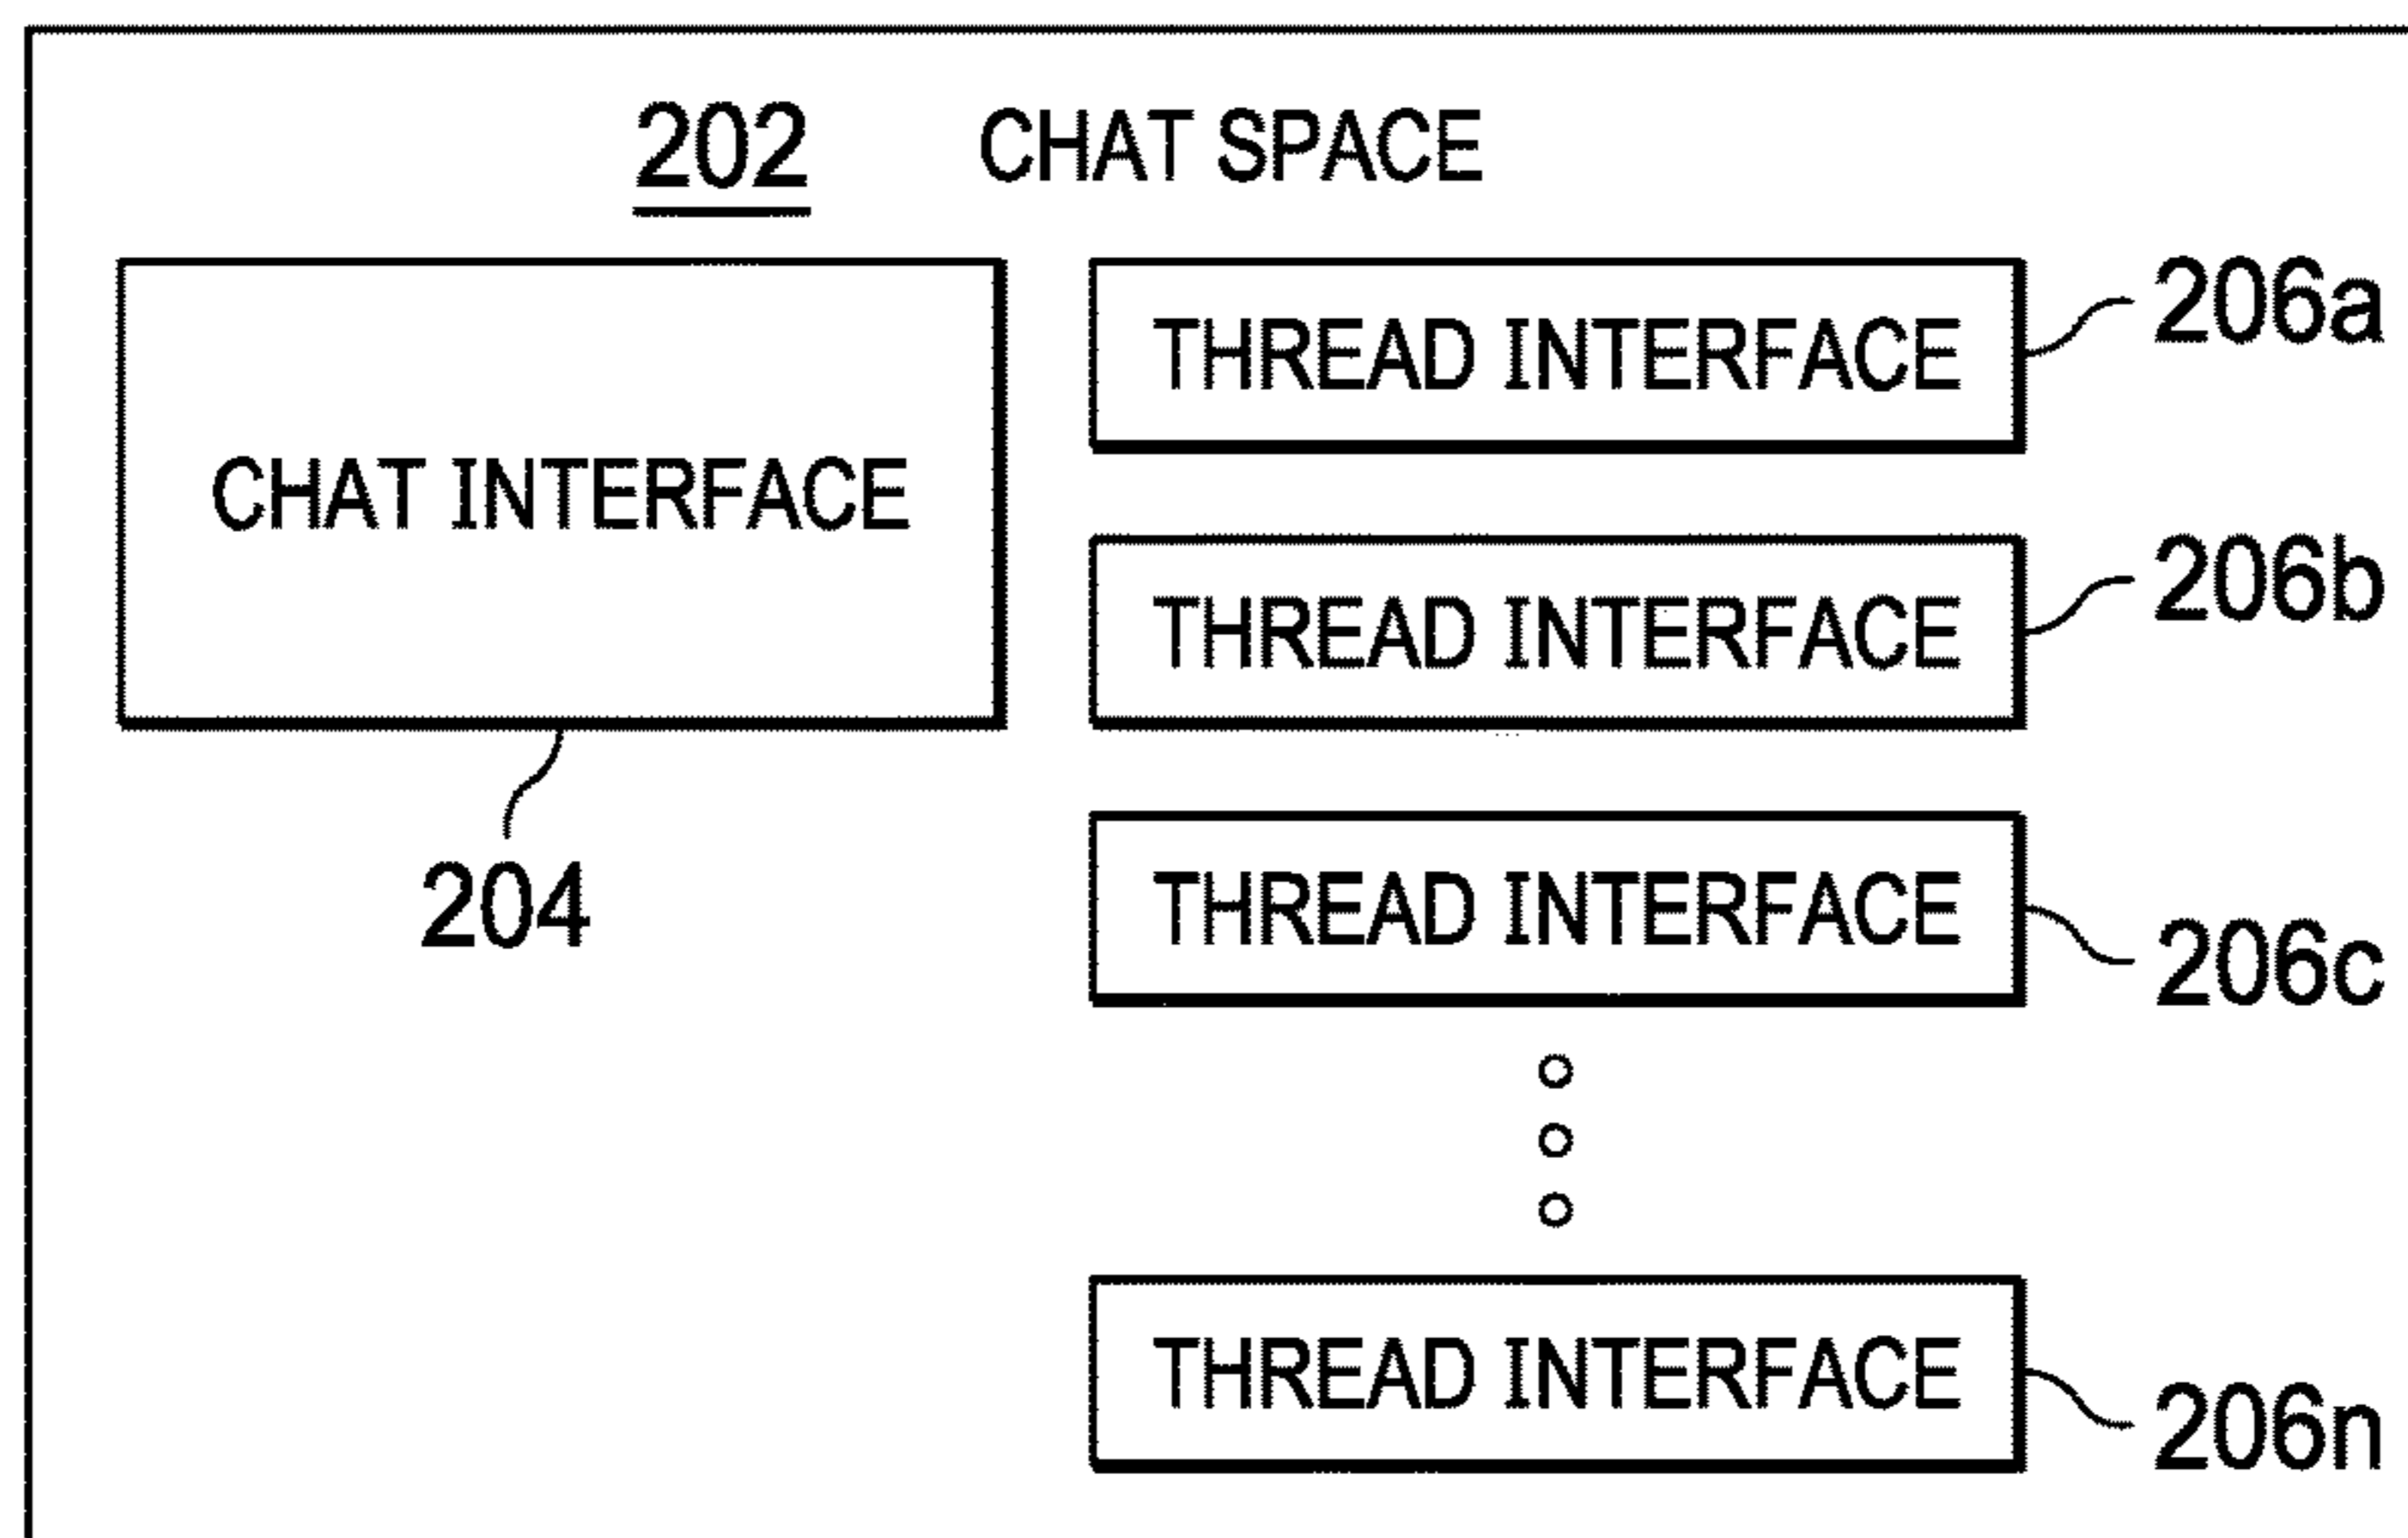 202 CHAT SPACE
CHAT INTERFACE
204
THREAD INTERFACE 206a
THREAD INTERFACE 206b
THREAD INTERFACE 206c
THREAD INTERFACE 206n